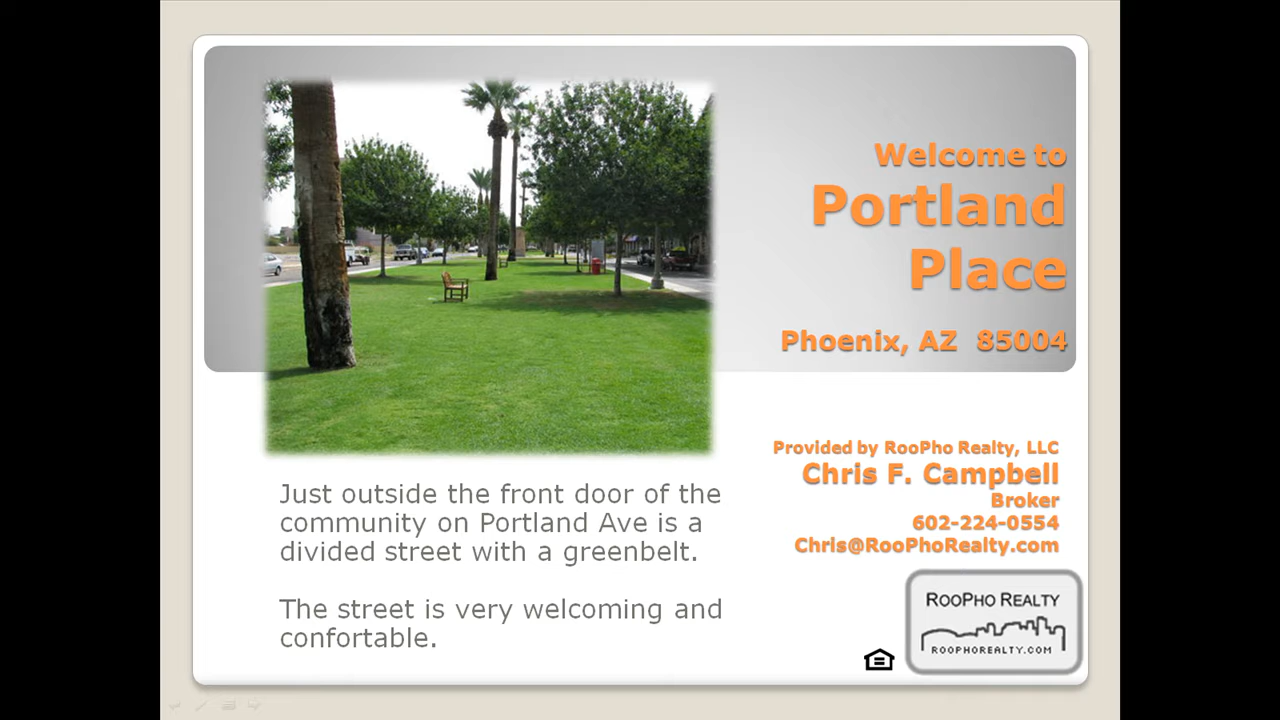 Welcome to
Portland
Place
Phoenix, AZ 85004
Provided by RooPho Realty, LLC
Chris F. Campbell
Broker
602-224-0554
Chris@RooPhoRealty.com
Just outside the front door of the
community on Portland Ave is a
divided street with a greenbelt.
The street is very welcoming and
confortable.
ROOPHO REALTY
ROOPHOREALTY.COM